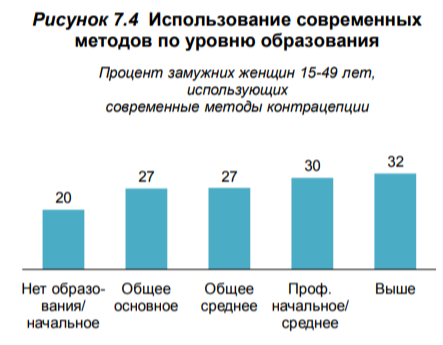 Рисунок 7.4 Использование современных
методов по уровню образования
Процент замужних женщин 15-49 лет,
использующих
современные методы контрацепции
20
27
27
30
32
Нет образо-
вания/
начальное
Общее
основное
Общее
среднее
Проф.
начальное/
среднее
Выше